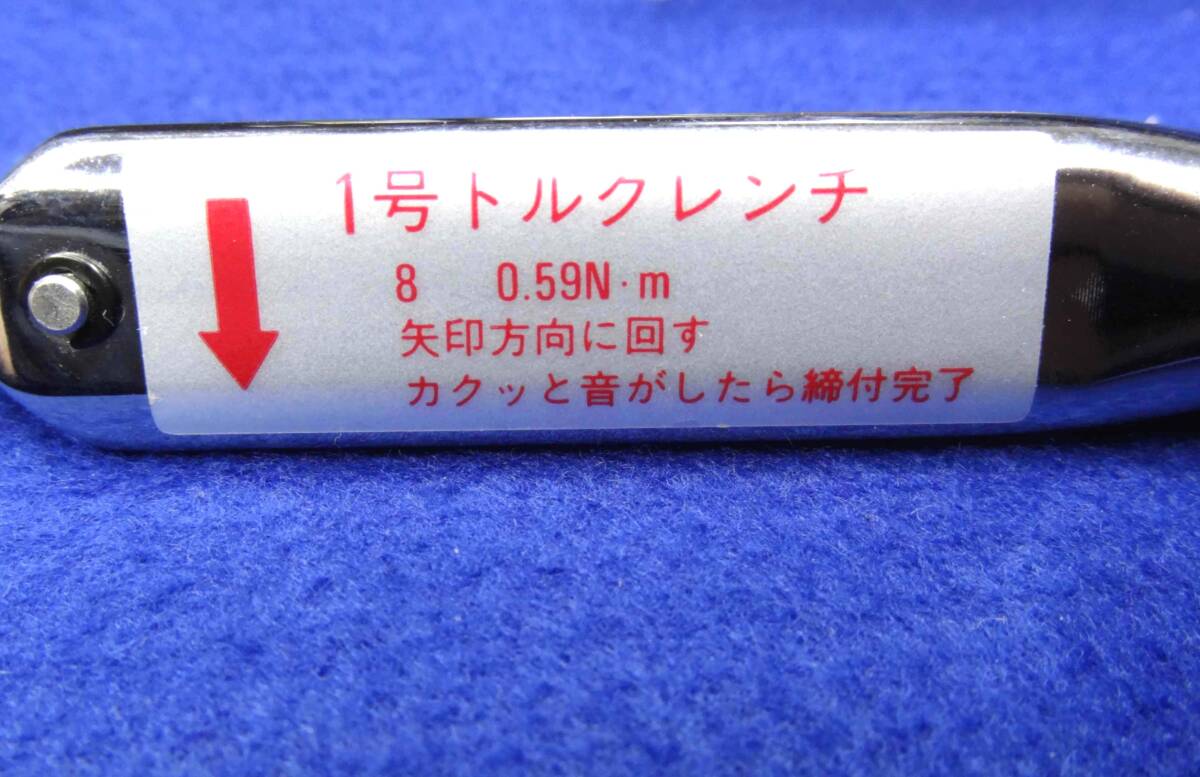 1号トルクレンチ
8 0.59N·m
矢印方向に回す
カクッと音がしたら締付完了